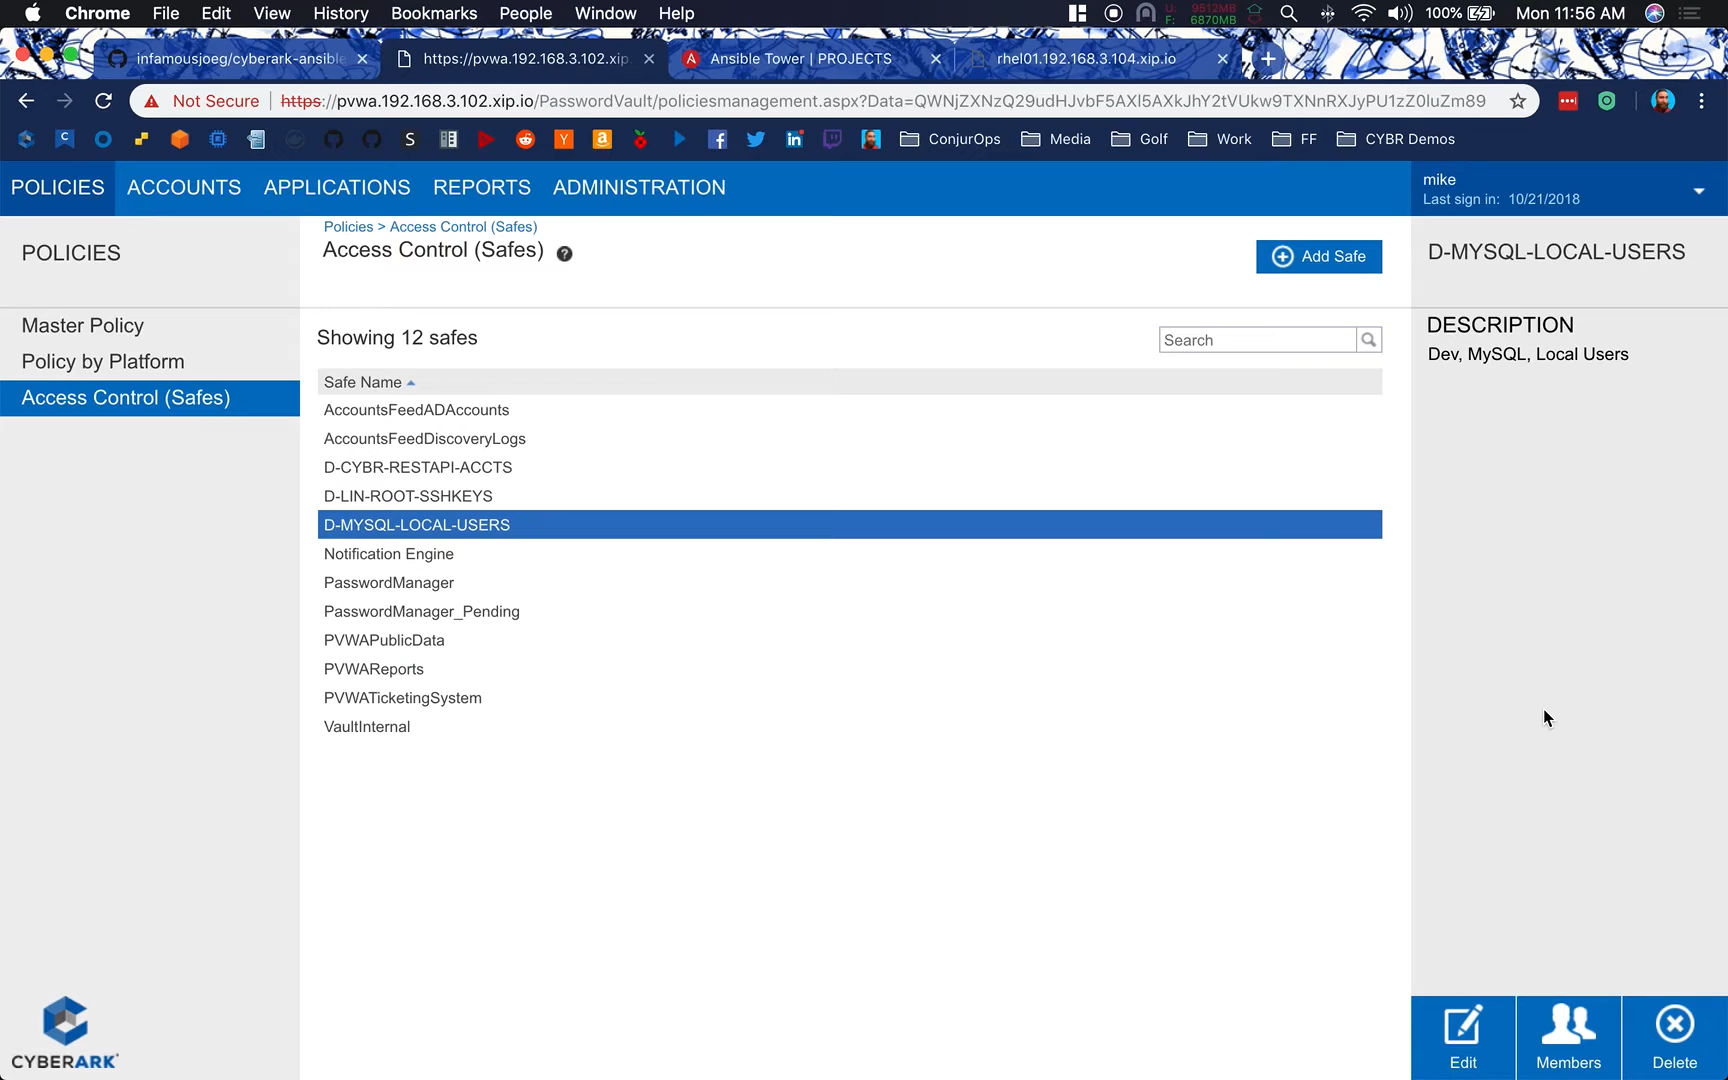 Chrome File Edit View History Bookmarks People Window Help U: 9512MB F: 6870MB 100% Mon 11:56 AM
infamousjoeg/cyberark-ansible https://pvwa.192.168.3.102.xip. Ansible Tower | PROJECTS rhel01.192.168.3.104.xip.io
Not Secure | https://pvwa.192.168.3.102.xip.io/PasswordVault/policiesmanagement.aspx?Data=QWNjZXNzQ29udHJvbF5AXl5AXkJhY2tVUkw9TXNnRXJyPU1zZ0luZm89
ConjurOps Media Golf Work FF CYBR Demos
POLICIES ACCOUNTS APPLICATIONS REPORTS ADMINISTRATION
mike
Last sign in: 10/21/2018
POLICIES
Master Policy
Policy by Platform
Access Control (Safes)
Policies > Access Control (Safes)
Access Control (Safes) ?
Add Safe
Showing 12 safes
Search
Safe Name
AccountsFeedADAccounts
AccountsFeedDiscoveryLogs
D-CYBR-RESTAPI-ACCTS
D-LIN-ROOT-SSHKEYS
D-MYSQL-LOCAL-USERS
Notification Engine
PasswordManager
PasswordManager_Pending
PVWAPublicData
PVWAReports
PVWATicketingSystem
VaultInternal
D-MYSQL-LOCAL-USERS
DESCRIPTION
Dev, MySQL, Local Users
Edit Members Delete
CYBERARK